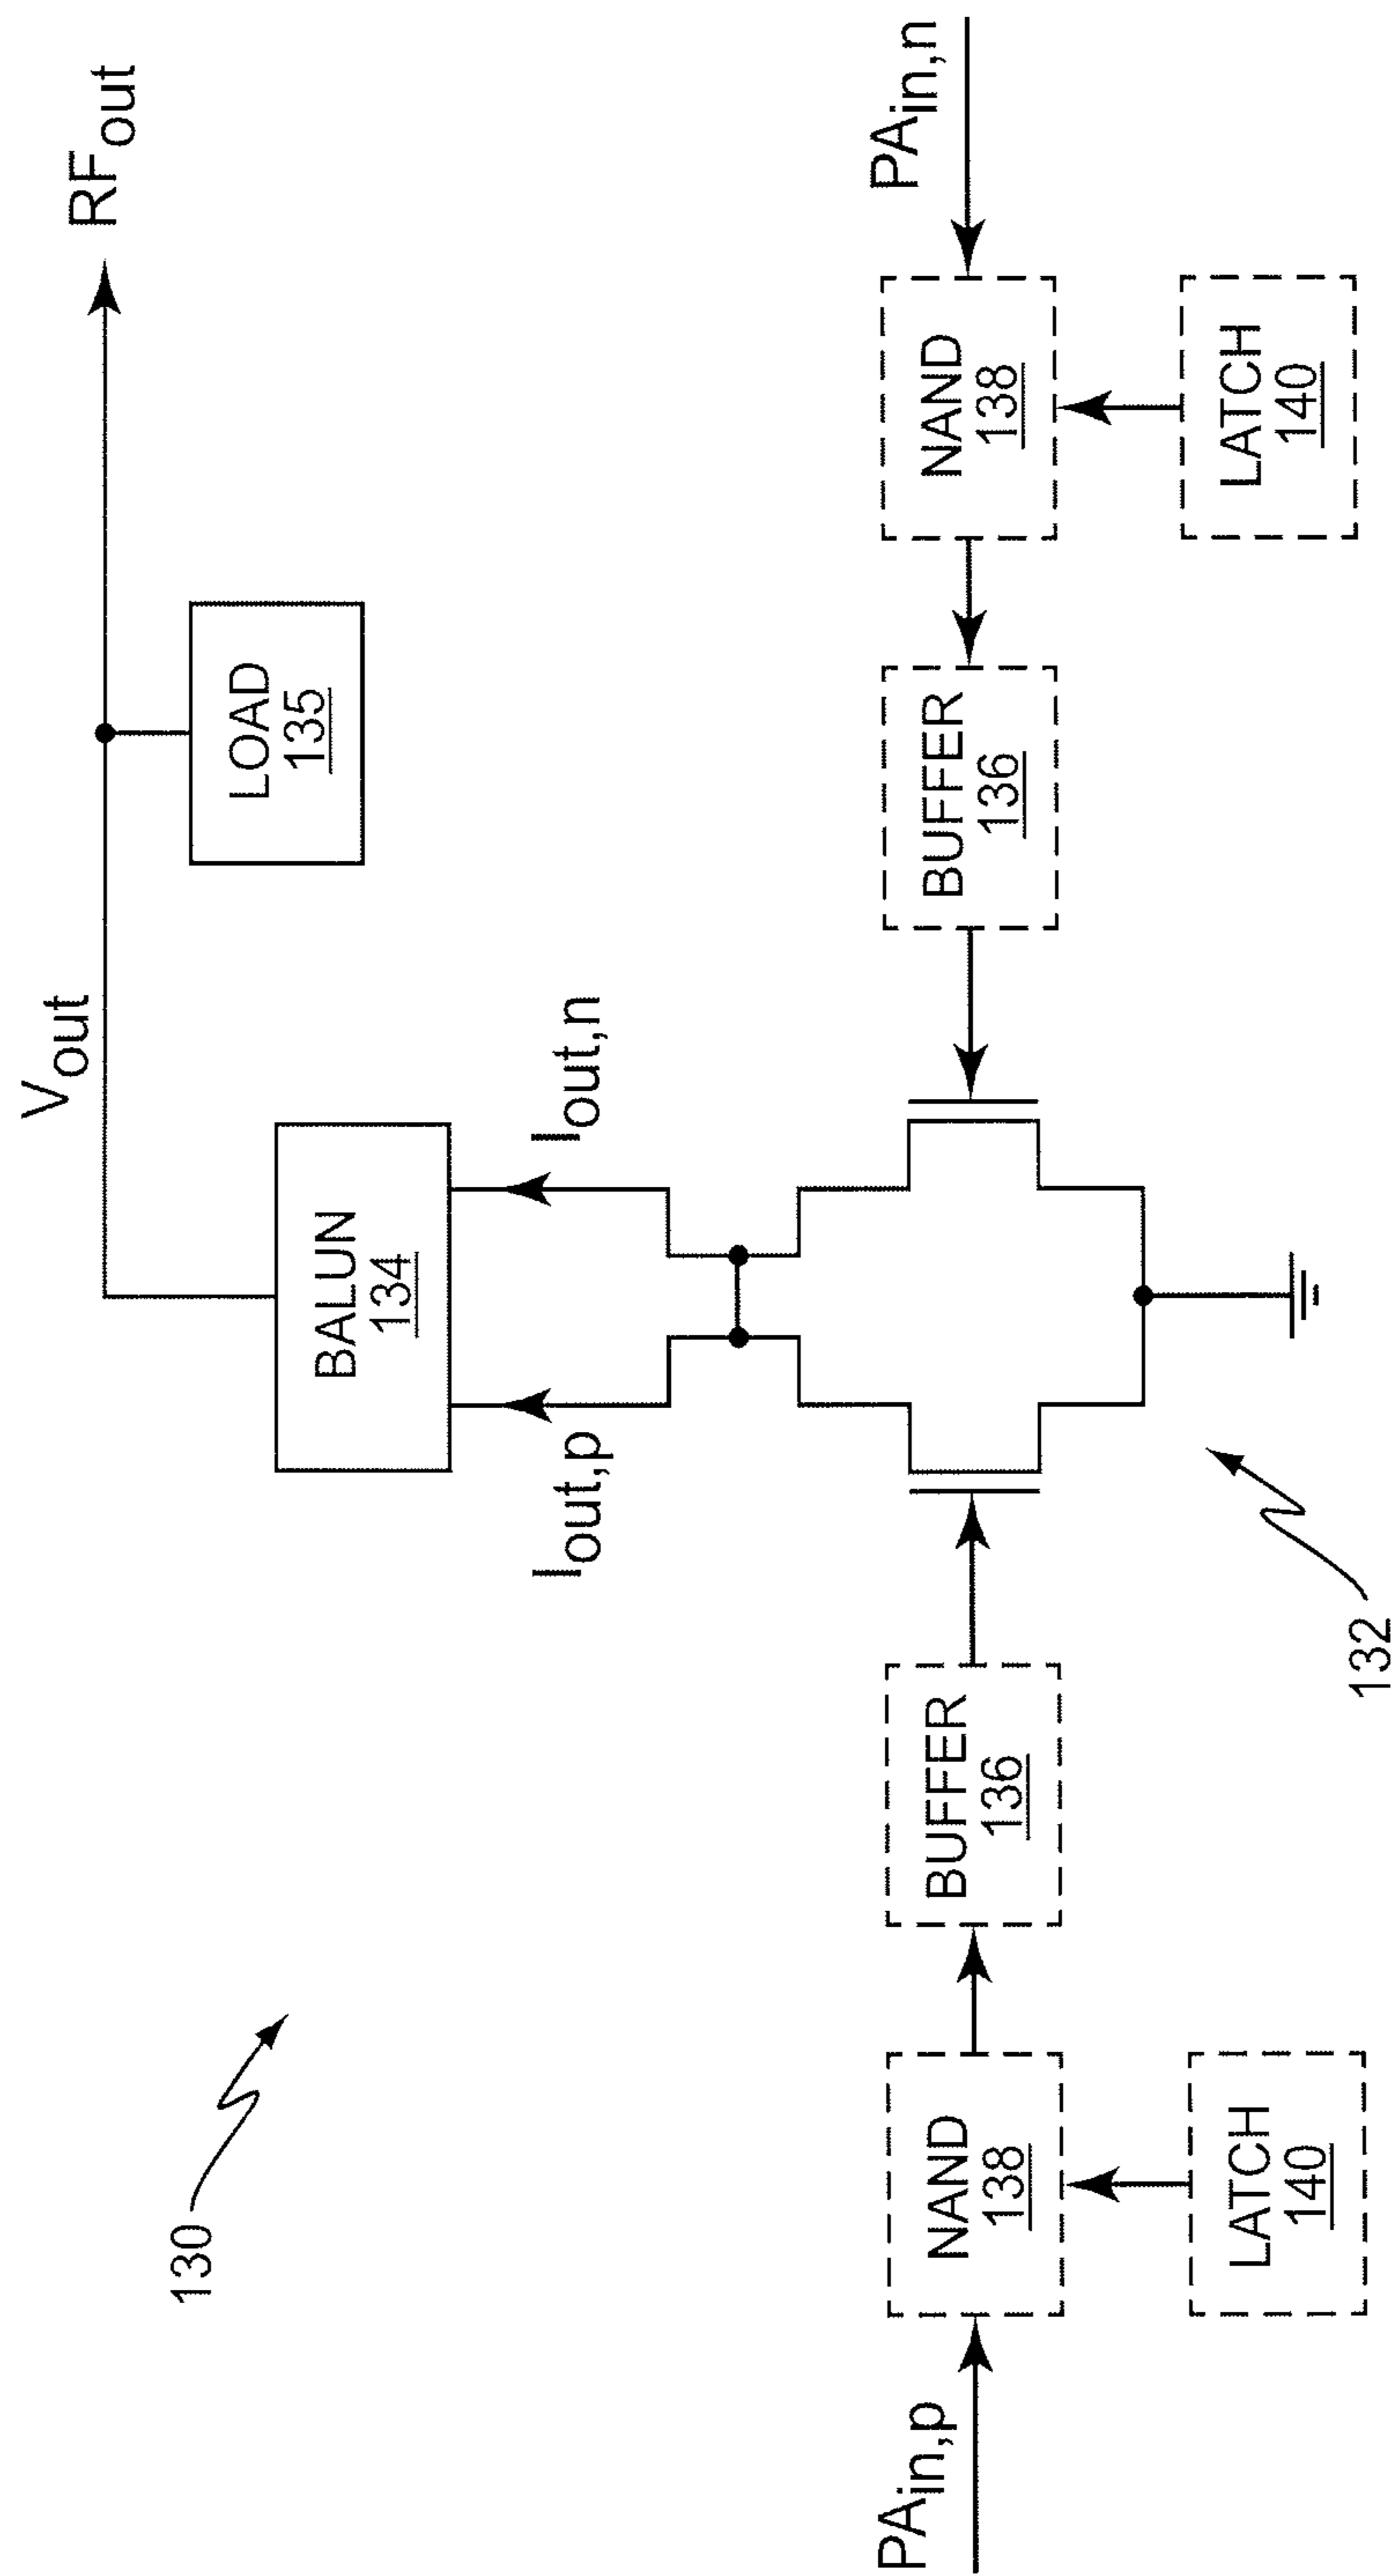 130
RFout
Vout
LOAD
135
BALUN
134
Iout,p
Iout,n
PAin,p
NAND
138
BUFFER
136
BUFFER
136
NAND
138
PAin,n
LATCH
140
LATCH
140
132